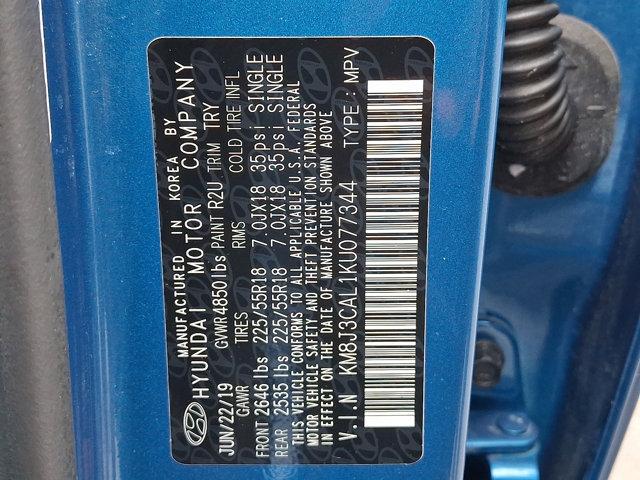 MANUFACTURED IN KOREA BY
HYUNDAI MOTOR COMPANY
JUN/22/19 GVWR 4850lbs PAINT R2U TRIM TRY
GAWR TIRES RIMS COLD TIRE INFL
FRONT 2646 lbs 225/55R18 7.0JX18 35psi SINGLE
REAR 2535 lbs 225/55R18 7.0JX18 35psi SINGLE
THIS VEHICLE CONFORMS TO ALL APPLICABLE U.S.A. FEDERAL
MOTOR VEHICLE SAFETY AND THEFT PREVENTION STANDARDS
IN EFFECT ON THE DATE OF MANUFACTURE SHOWN ABOVE
V.I.N KM8J3CAL1KU077344 TYPE : MPV